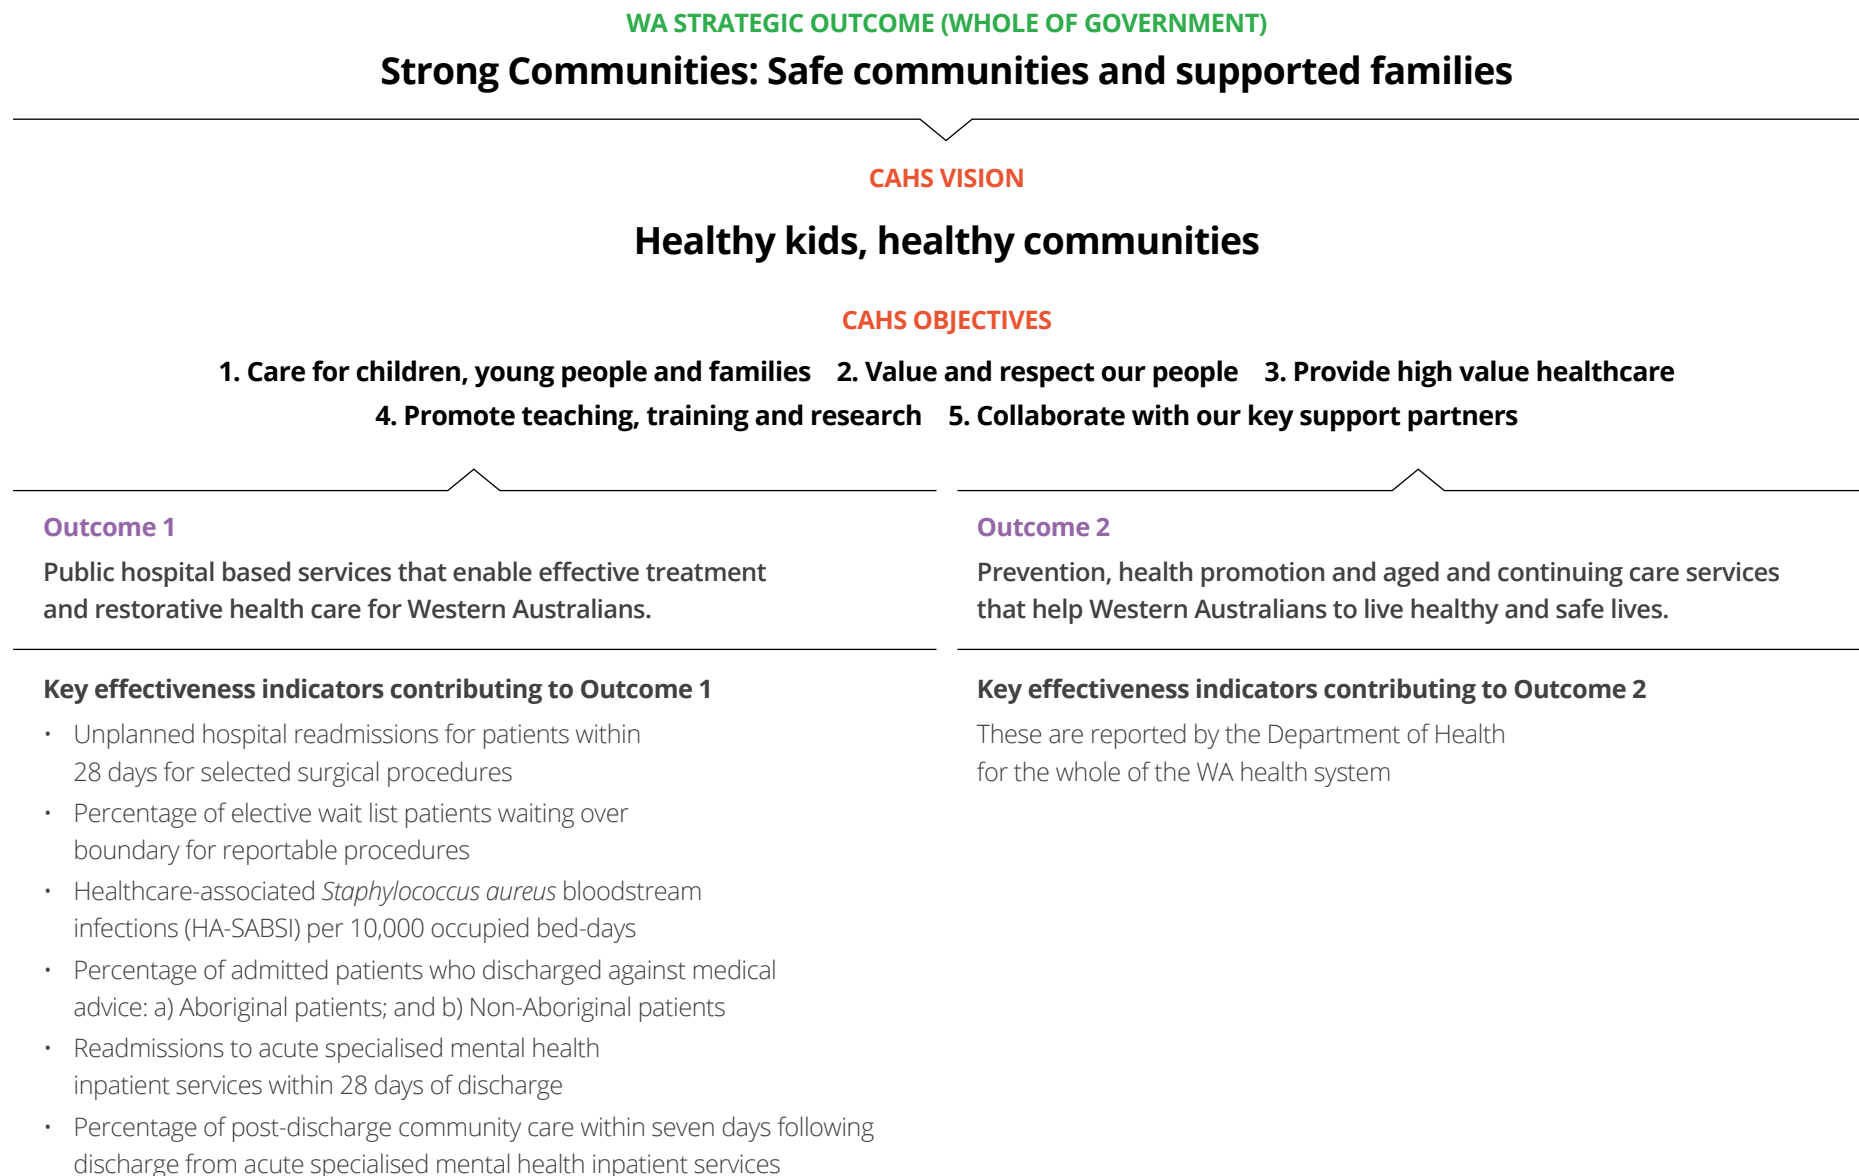 WA STRATEGIC OUTCOME (WHOLE OF GOVERNMENT)
Strong Communities: Safe communities and supported families
CAHS VISION
Healthy kids, healthy communities
CAHS OBJECTIVES
1. Care for children, young people and families 2. Value and respect our people 3. Provide high value healthcare
4. Promote teaching, training and research 5. Collaborate with our key support partners
Outcome 1
Public hospital based services that enable effective treatment
and restorative health care for Western Australians.
Key effectiveness indicators contributing to Outcome 1
• Unplanned hospital readmissions for patients within
28 days for selected surgical procedures
• Percentage of elective wait list patients waiting over
boundary for reportable procedures
• Healthcare-associated Staphylococcus aureus bloodstream
infections (HA-SABSI) per 10,000 occupied bed-days
• Percentage of admitted patients who discharged against medical
advice: a) Aboriginal patients; and b) Non-Aboriginal patients
• Readmissions to acute specialised mental health
inpatient services within 28 days of discharge
• Percentage of post-discharge community care within seven days following
discharge from acute specialised mental health inpatient services
Outcome 2
Prevention, health promotion and aged and continuing care services
that help Western Australians to live healthy and safe lives.
Key effectiveness indicators contributing to Outcome 2
These are reported by the Department of Health
for the whole of the WA health system